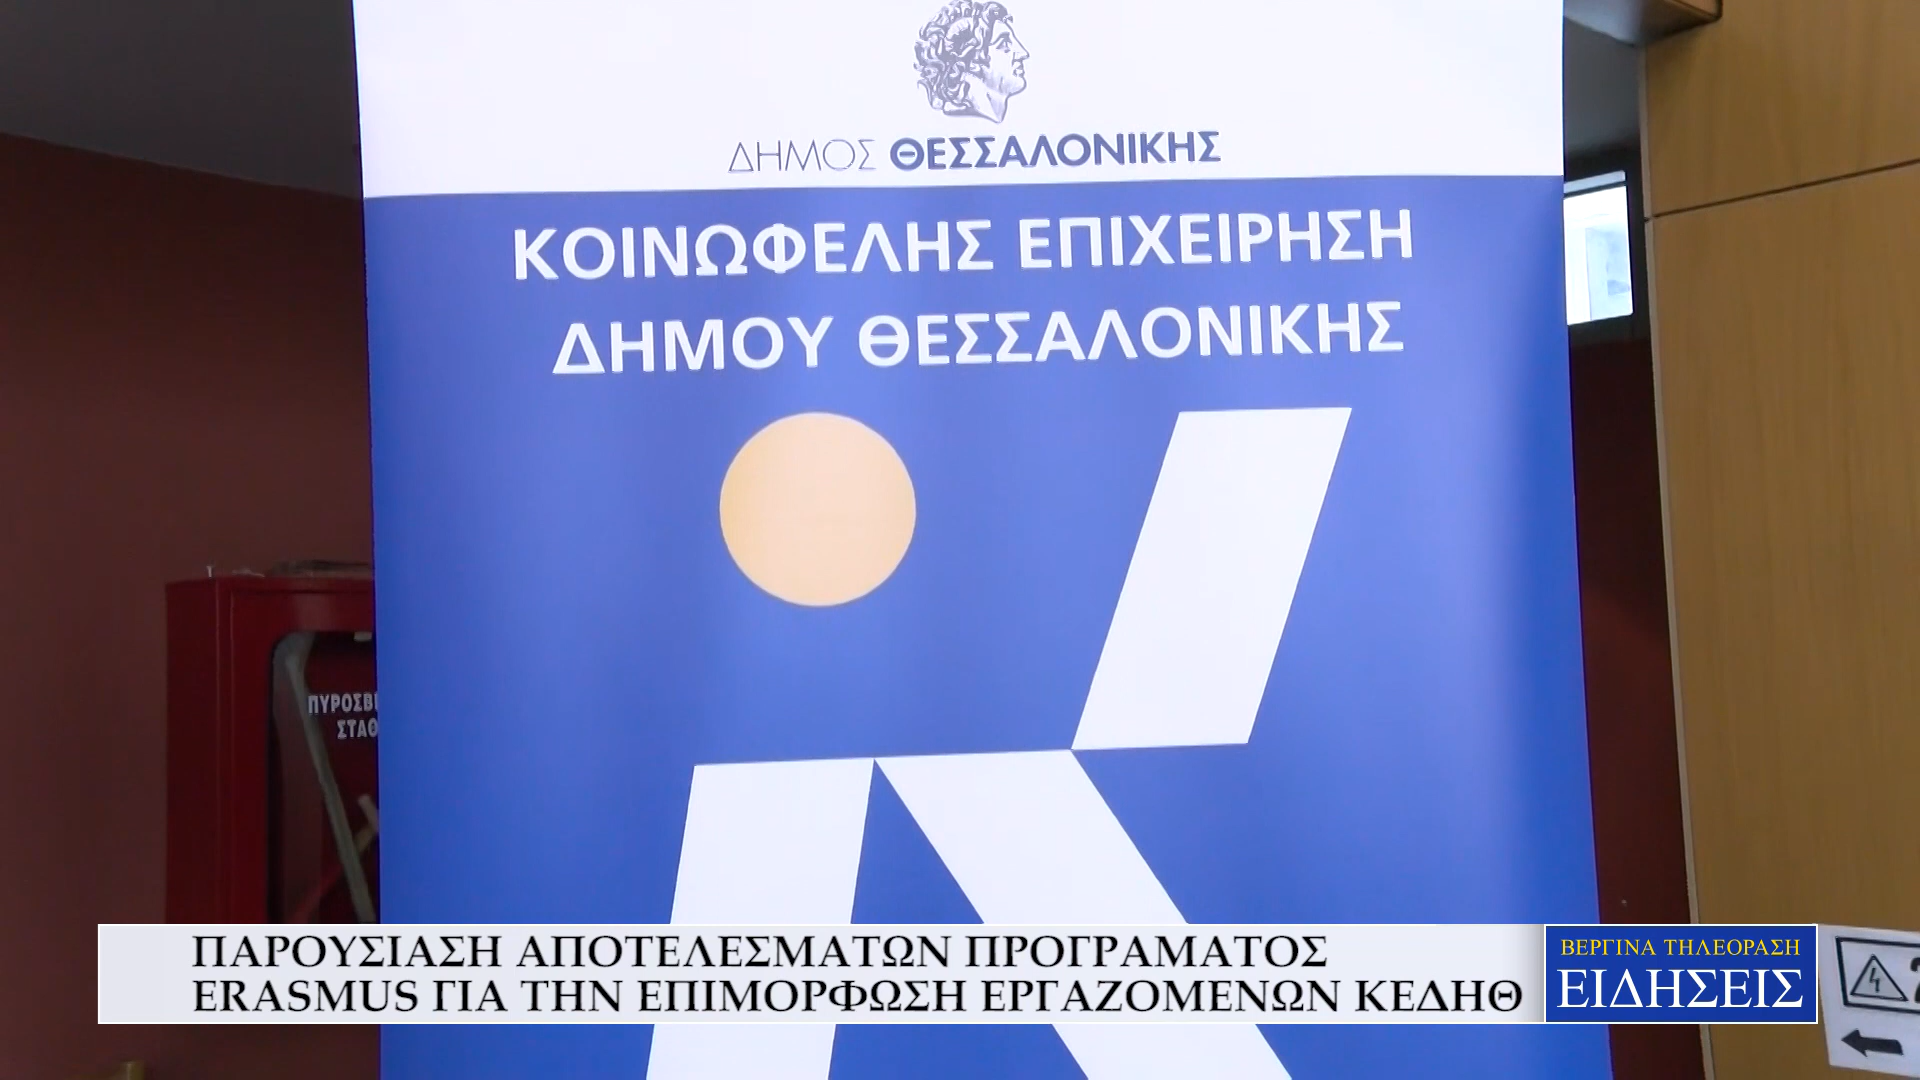 ΔΗΜΟΣ ΘΕΣΣΑΛΟΝΙΚΗΣ
ΚΟΙΝΩΦΕΛΗΣ ΕΠΙΧΕΙΡΗΣΗ
ΔΗΜΟΥ ΘΕΣΣΑΛΟΝΙΚΗΣ
ΠΥΡΟΣΒ
ΣΤΑΘ
ΠΑΡΟΥΣΙΑΣΗ ΑΠΟΤΕΛΕΣΜΑΤΩΝ ΠΡΟΓΡΑΜΑΤΟΣ
ERASMUS ΓΙΑ ΤΗΝ ΕΠΙΜΟΡΦΩΣΗ ΕΡΓΑΖΟΜΕΝΩΝ ΚΕΔΗΘ
ΒΕΡΓΙΝΑ ΤΗΛΕΟΡΑΣΗ
ΕΙΔΗΣΕΙΣ